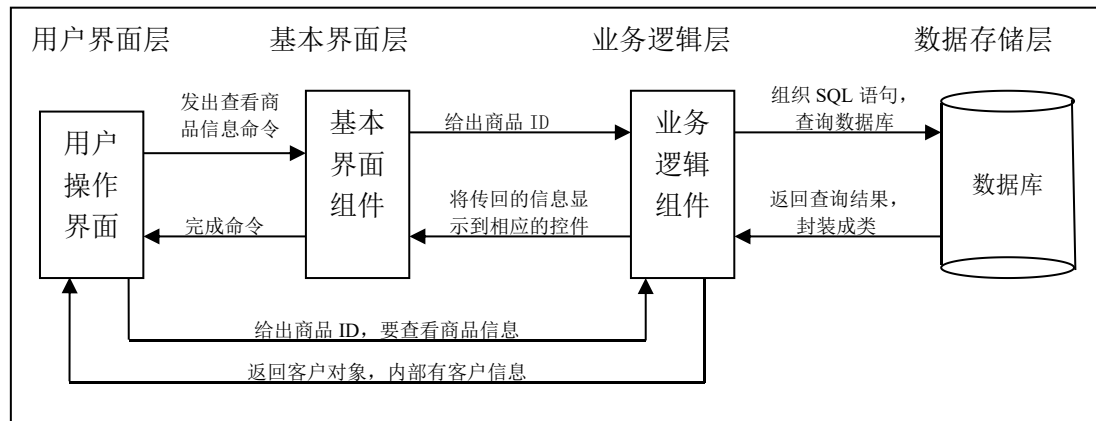 用户界面层
基本界面层
业务逻辑层
数据存储层
发出查看商
品信息命令
给出商品 ID
组织 SQL 语句，
查询数据库
用户
操作
界面
基本
界面
组件
业务
逻辑
组件
数据库
完成命令
将传回的信息显
示到相应的控件
返回查询结果，
封装成类
给出商品 ID，要查看商品信息
返回客户对象，内部有客户信息